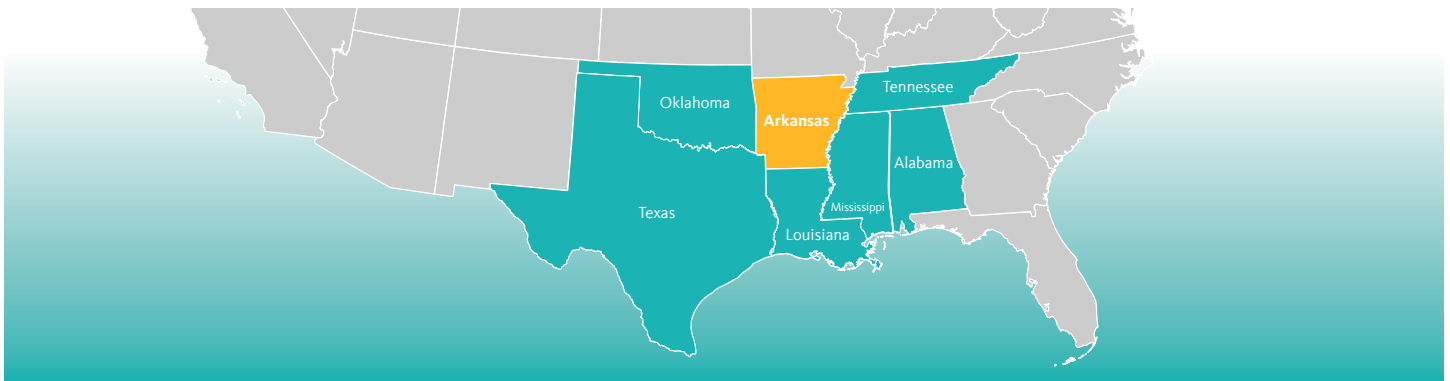 Tennessee
Oklahoma
Arkansas
Alabama
Mississippi
Texas
Louisiana